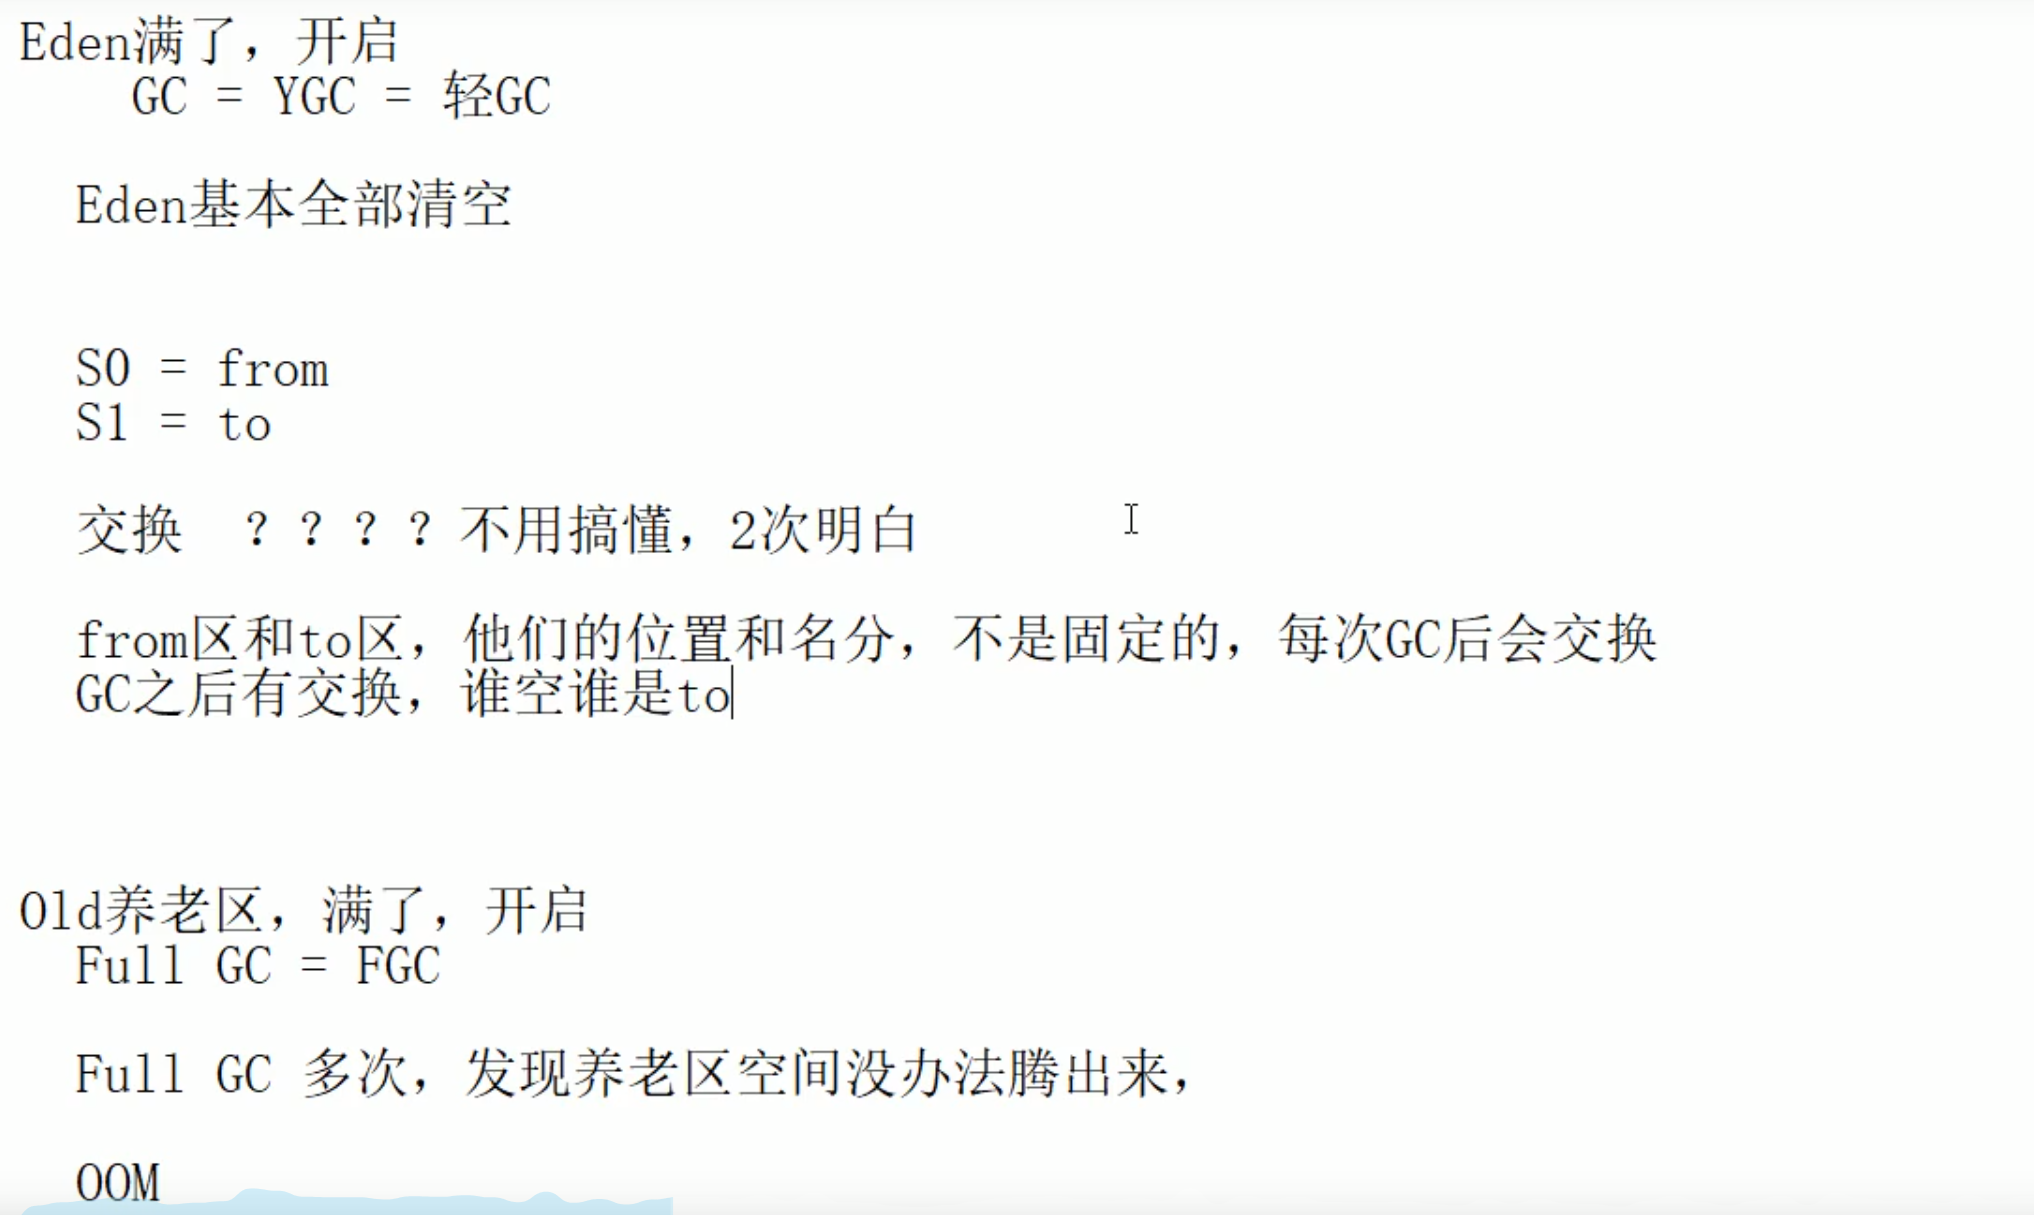 Eden满了，开启
GC = YGC = 轻GC
Eden基本全部清空
S0 = from
S1 = to
交换 ？？？？不用搞懂，2次明白
from区和to区，他们的位置和名分，不是固定的，每次GC后会交换
GC之后有交换，谁空谁是to
Old养老区，满了，开启
Full GC = FGC
Full GC 多次，发现养老区空间没办法腾出来，
OOM